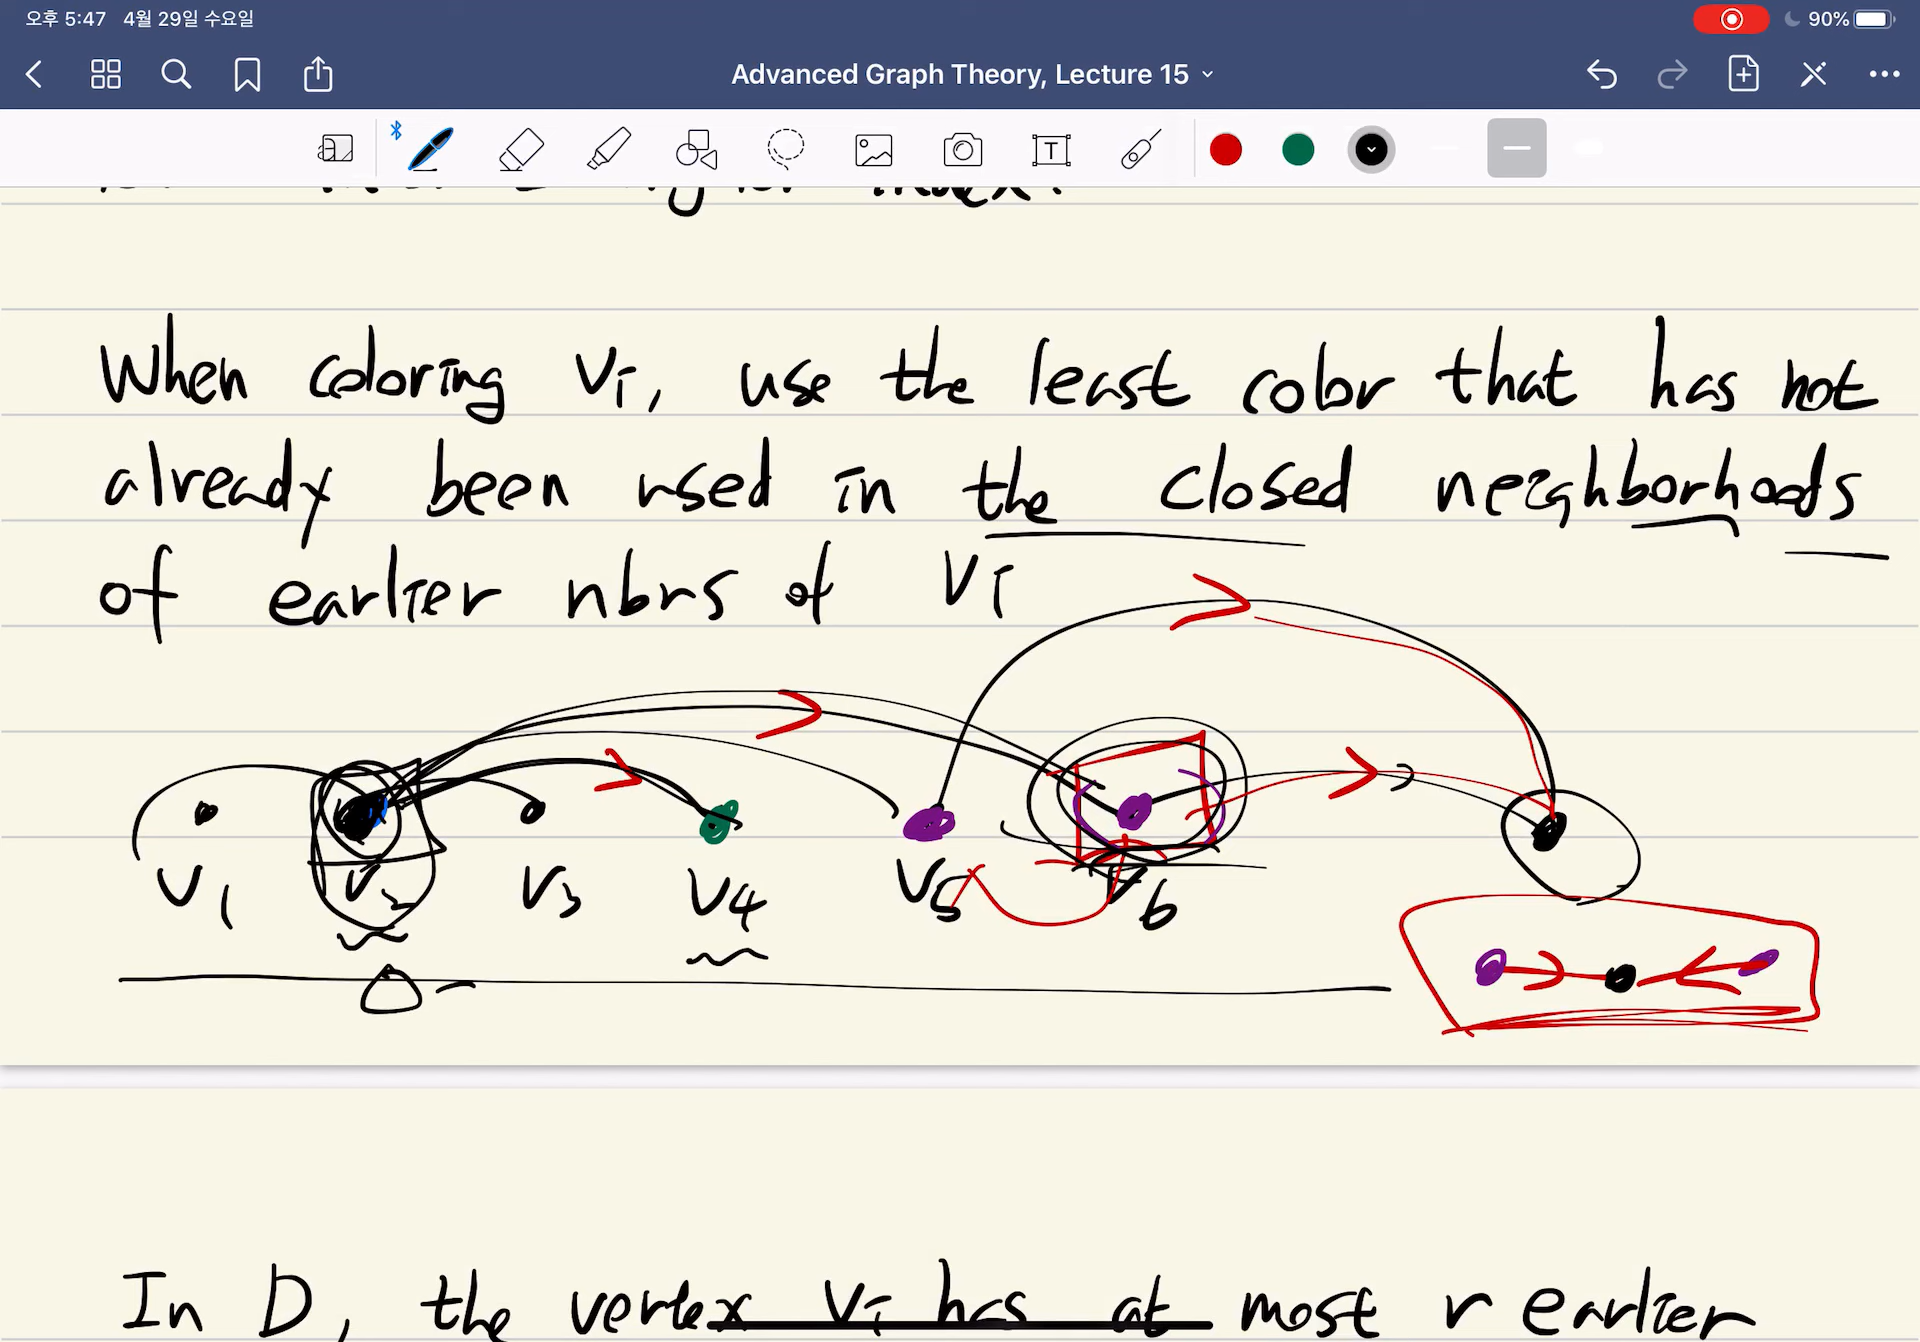 오후 5:47 4월 29일 수요일
90%
Advanced Graph Theory, Lecture 15
T
index.
When coloring Vi, use the least color that has not
already been used in the closed neighborhoods
of earlier nbrs of Vi
V1 V2 V3 V4 V5 V6
In D, the vertex Vi has at most r earlier